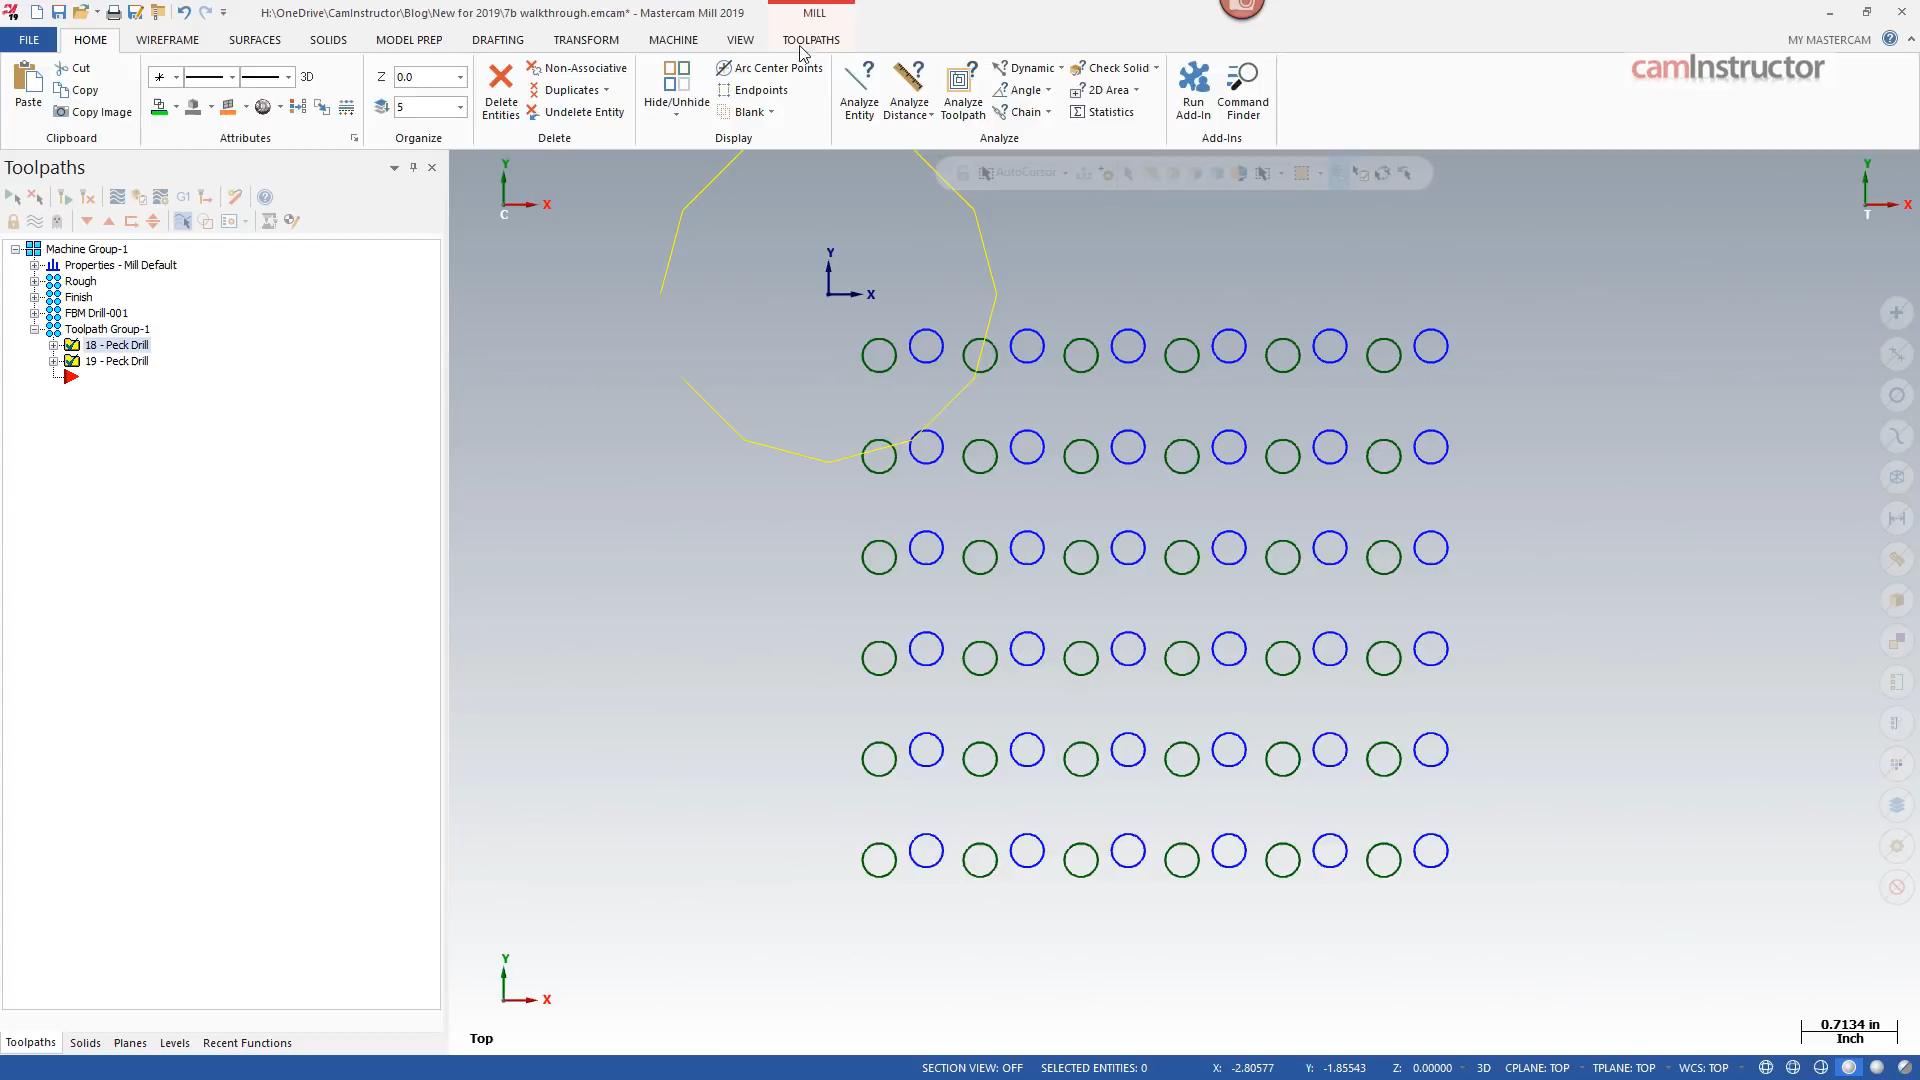 H:\OneDrive\CamInstructor\Blog\New for 2019\7b walkthrough.emcam* - Mastercam Mill 2019
MILL
FILE HOME WIREFRAME SURFACES SOLIDS MODEL PREP DRAFTING TRANSFORM MACHINE VIEW TOOLPATHS MY MASTERCAM
Paste
Cut
Copy
Copy Image
Clipboard
3D
Attributes
Z 0.0
5
Organize
Delete Entities
Non-Associative
Duplicates
Undelete Entity
Delete
Hide/Unhide
Arc Center Points
Endpoints
Blank
Display
Analyze Entity
Analyze Distance
Analyze Toolpath
Dynamic
Angle
Chain
Check Solid
2D Area
Statistics
Analyze
Run Add-In
Command Finder
Add-Ins
camInstructor
Toolpaths
G1
Machine Group-1
Properties - Mill Default
Rough
Finish
FBM Drill-001
Toolpath Group-1
18 - Peck Drill
19 - Peck Drill
AutoCursor
Y
X
C
Y
X
T
Y
X
Y
X
Top
0.7134 in
Inch
Toolpaths Solids Planes Levels Recent Functions
SECTION VIEW: OFF SELECTED ENTITIES: 0 X: -2.80577 Y: -1.85543 Z: 0.00000 3D CPLANE: TOP TPLANE: TOP WCS: TOP